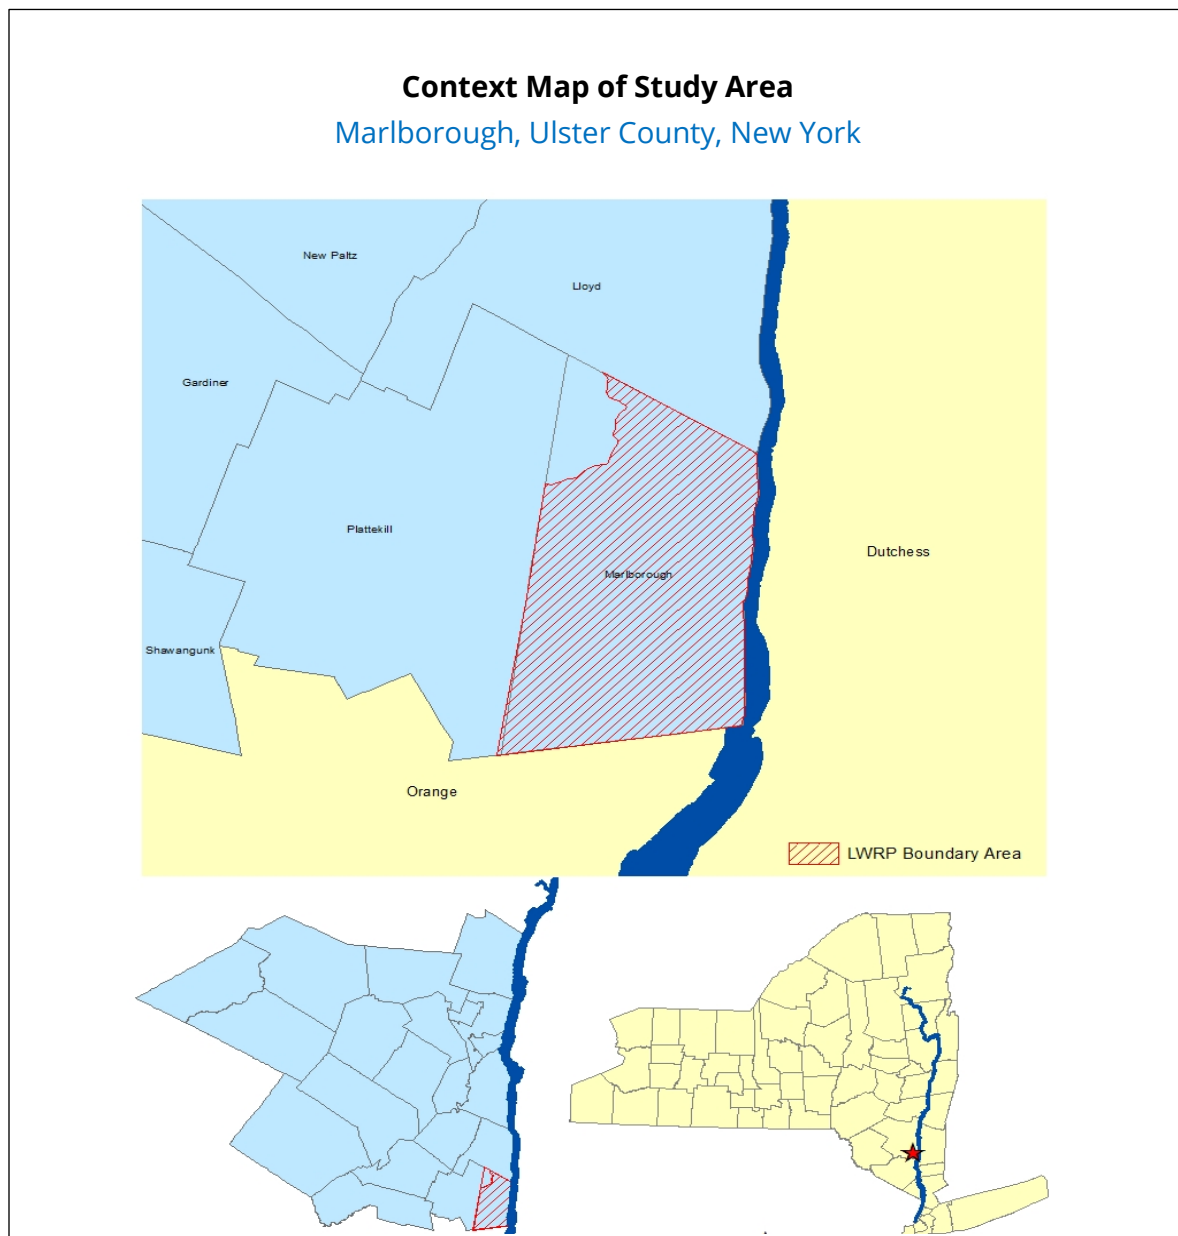 Context Map of Study Area
Marlborough, Ulster County, New York
New Paltz
Lloyd
Gardiner
Plattekill
Dutchess
Marlborough
Shawangunk
Orange
LWRP Boundary Area